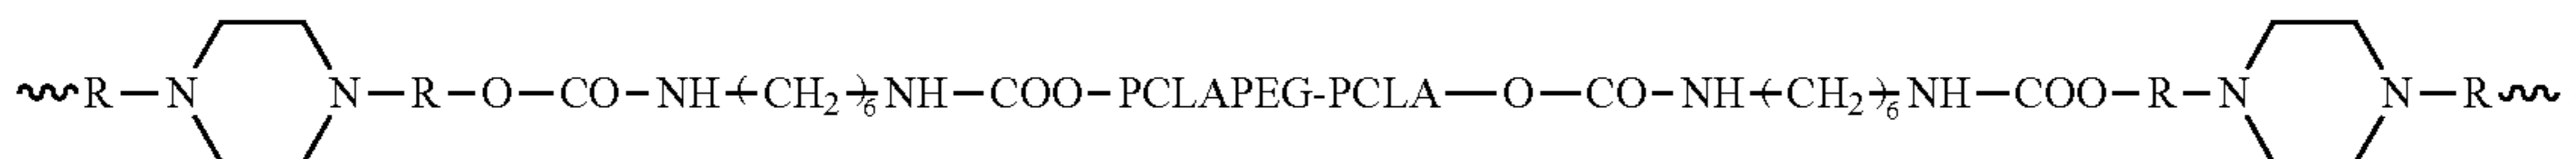 R—N N—R—O—CO—NH-(CH₂)₆NH—COO—PCLAPEG-PCLA—O—CO—NH-(CH₂)₆NH—COO—R—N N—R